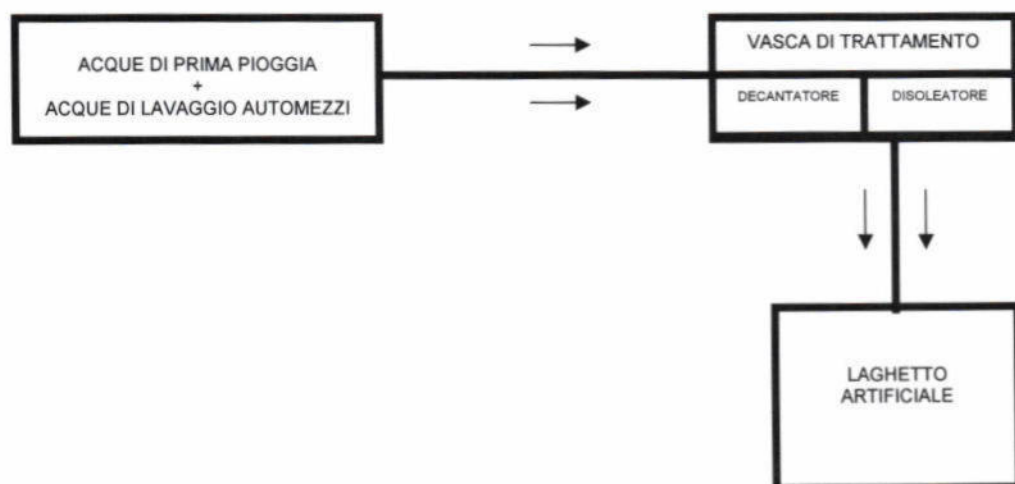 ACQUE DI PRIMA PIOGGIA
+
ACQUE DI LAVAGGIO AUTOMEZZI
VASCA DI TRATTAMENTO
DECANTATORE
DISOLEATORE
LAGHETTO
ARTIFICIALE